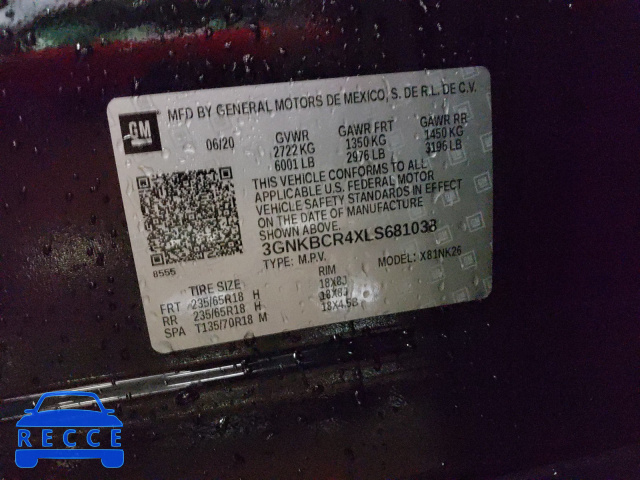 MFD BY GENERAL MOTORS DE MEXICO, S. DE R.L. DE C.V.
GM
06/20 GVWR GAWR FRT GAWR RR
2722 KG 1350 KG 1450 KG
6001 LB 2976 LB 3196 LB
THIS VEHICLE CONFORMS TO ALL
APPLICABLE U.S. FEDERAL MOTOR
VEHICLE SAFETY STANDARDS IN EFFECT
ON THE DATE OF MANUFACTURE
SHOWN ABOVE.
3GNKBCR4XLS681038
8555
TYPE: M.P.V. MODEL: X81NK26
TIRE SIZE RIM
FRT 235/65R18 H 18X8J
RR 235/65R18 H 18X8J
SPA T135/70R18 M 18X4.5B
RECCE